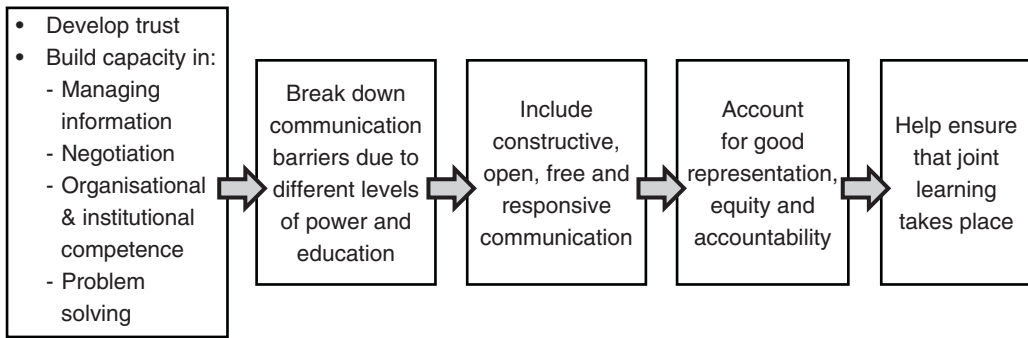 • Develop trust
• Build capacity in:
- Managing
information
- Negotiation
- Organisational
& institutional
competence
- Problem
solving
Break down
communication
barriers due to
different levels
of power and
education
Include
constructive,
open, free and
responsive
communication
Account
for good
representation,
equity and
accountability
Help ensure
that joint
learning
takes place